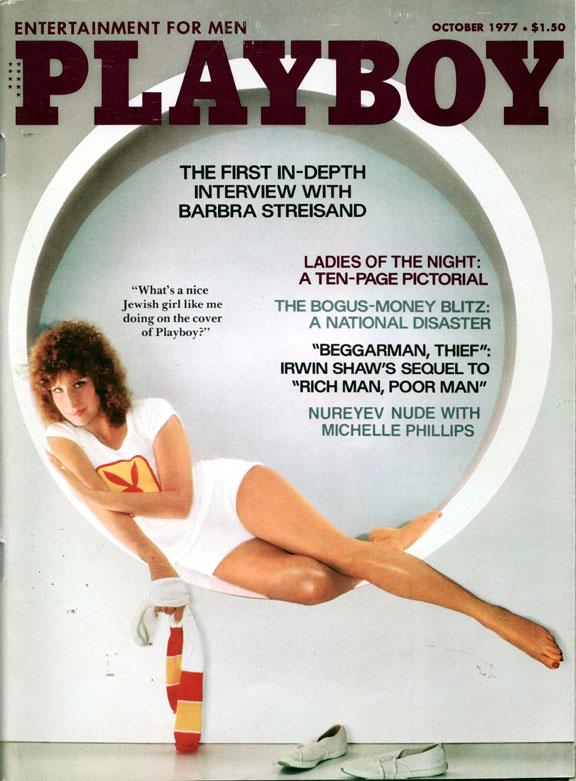 ENTERTAINMENT FOR MEN
OCTOBER 1977 • $1.50
PLAYBOY
THE FIRST IN-DEPTH
INTERVIEW WITH
BARBRA STREISAND
LADIES OF THE NIGHT:
A TEN-PAGE PICTORIAL
“What’s a nice
Jewish girl like me
doing on the cover
of Playboy?”
THE BOGUS-MONEY BLITZ:
A NATIONAL DISASTER
“BEGGARMAN, THIEF”:
IRWIN SHAW’S SEQUEL TO
“RICH MAN, POOR MAN”
NUREYEV NUDE WITH
MICHELLE PHILLIPS